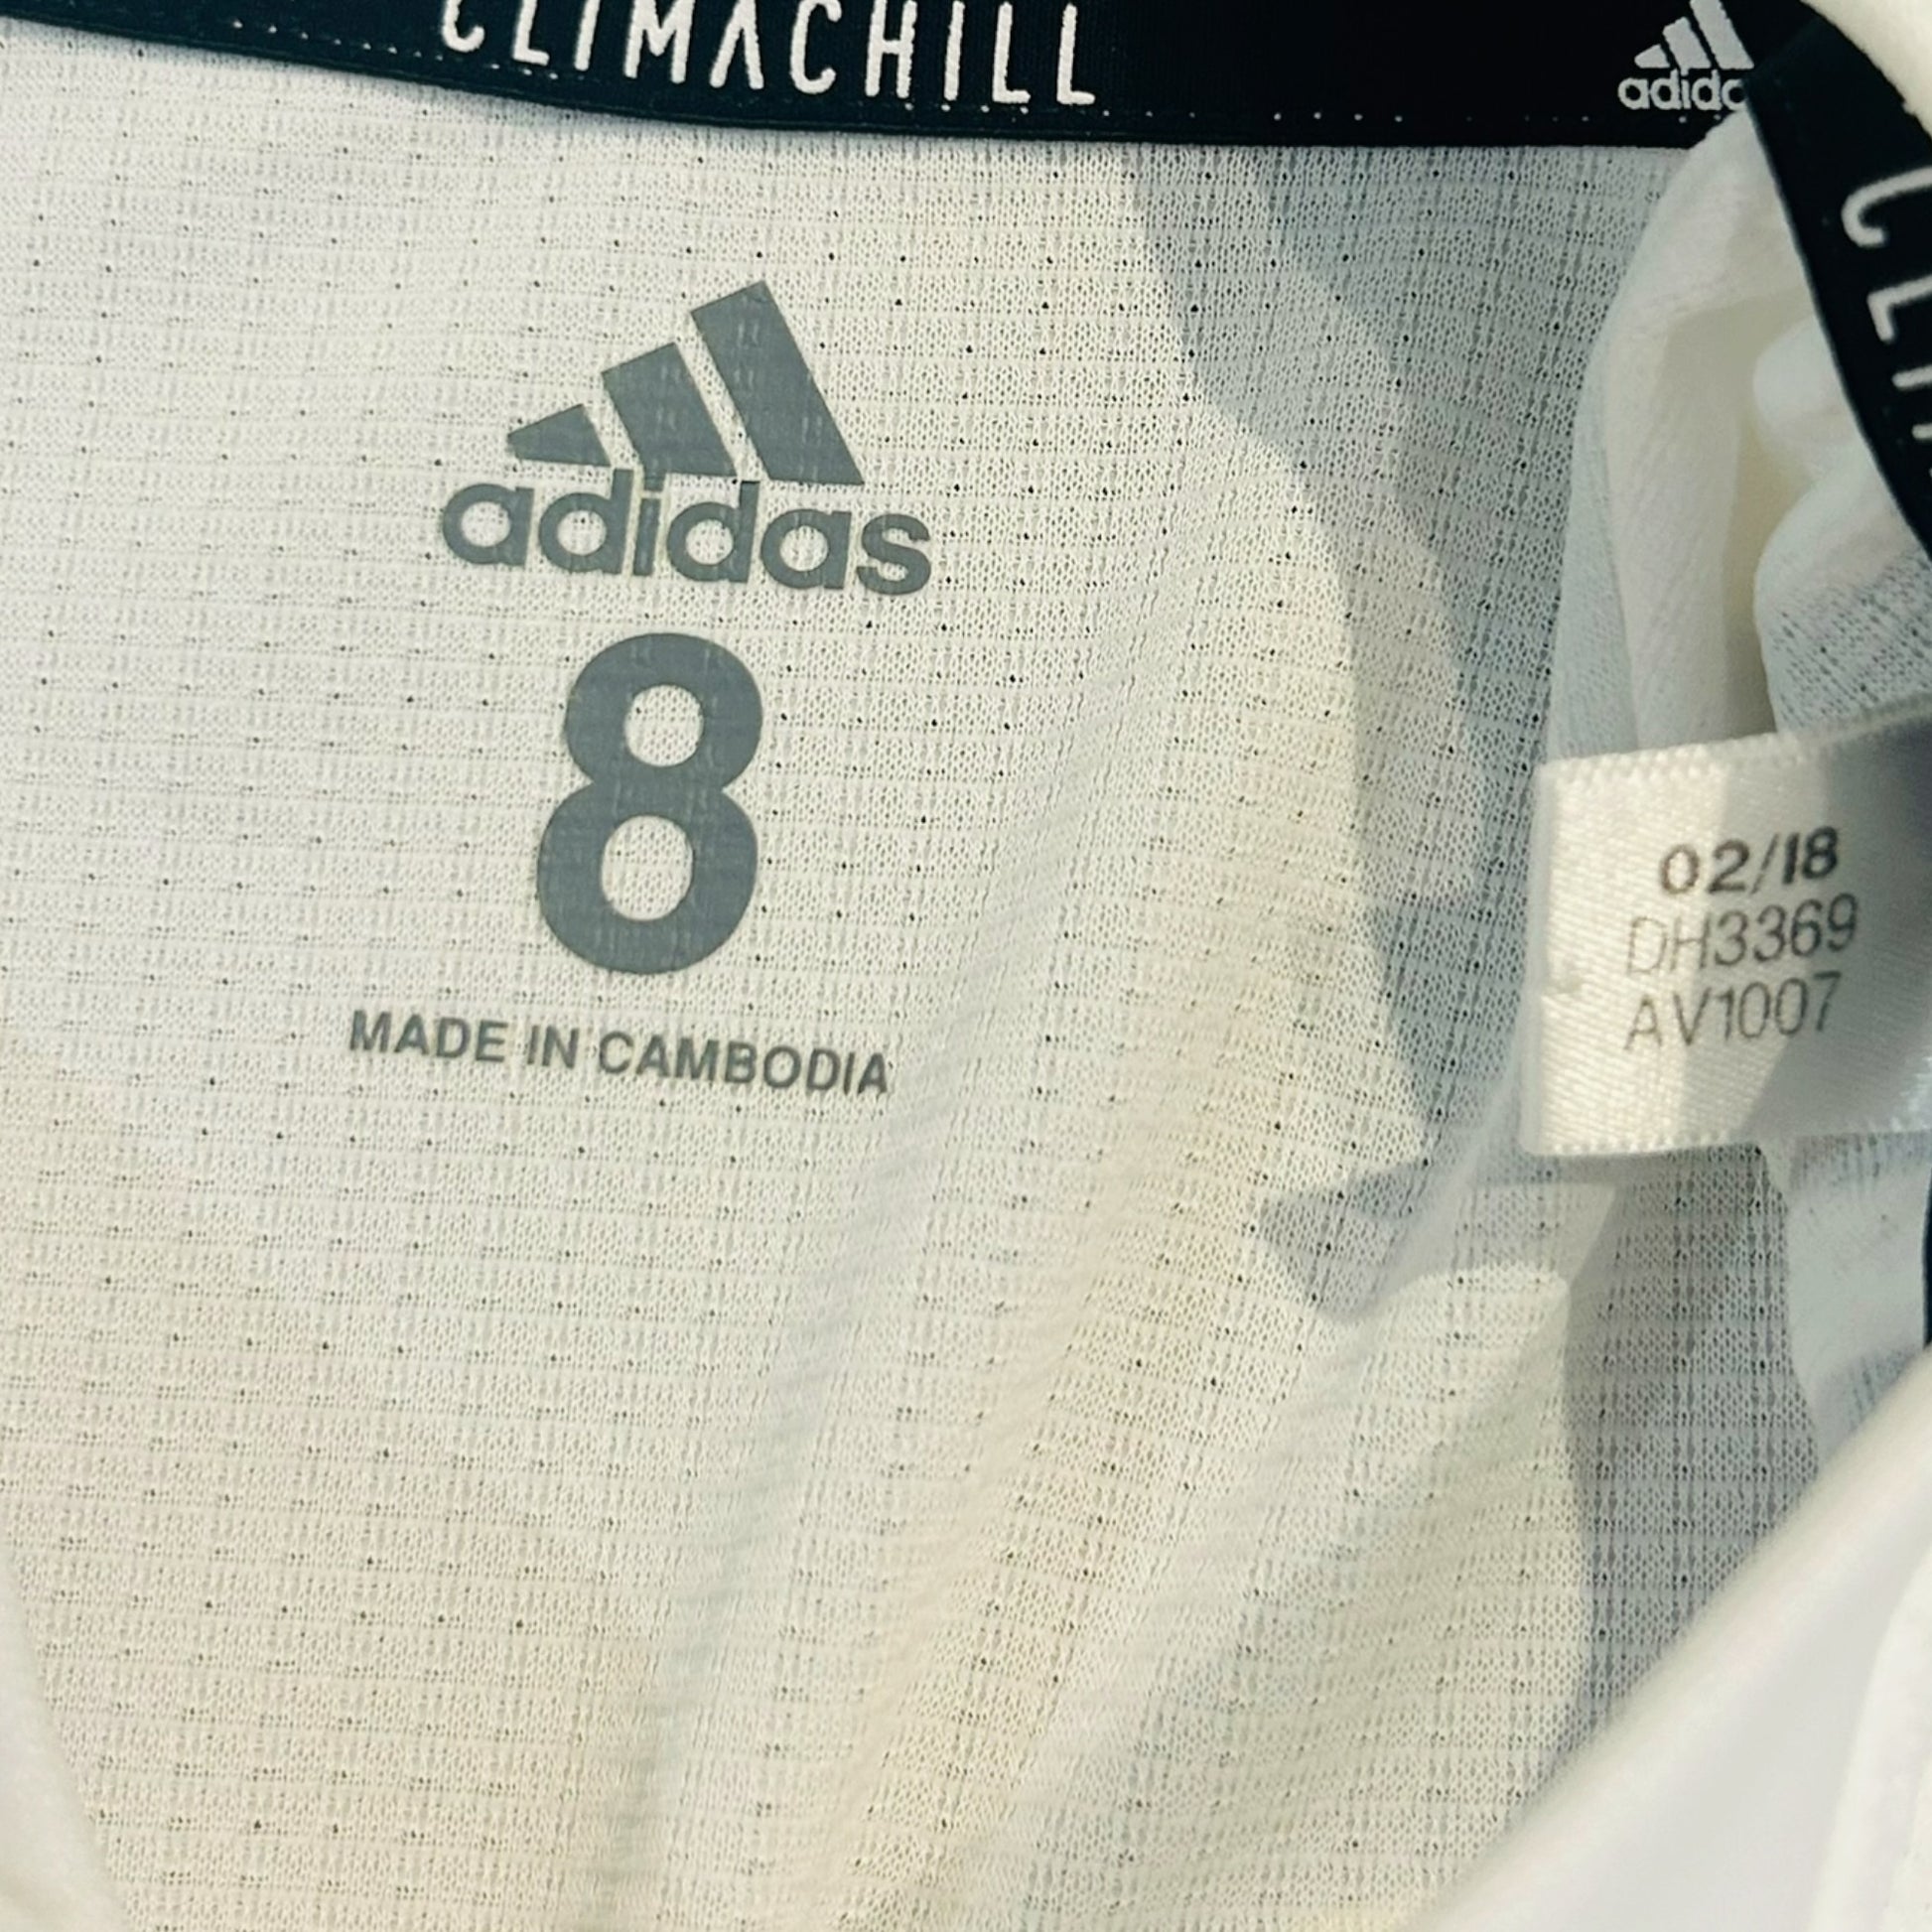 CLIMACHILL
adidas
adidas
8
MADE IN CAMBODIA
02/18
DH3369
AV1007